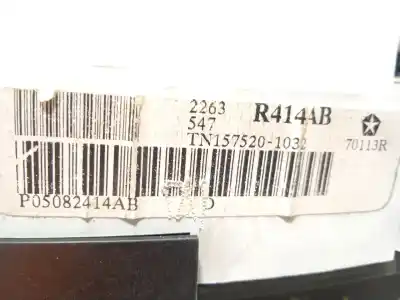 2263 R414AB
547
TN157520-1032 70113R
P05082414AB D